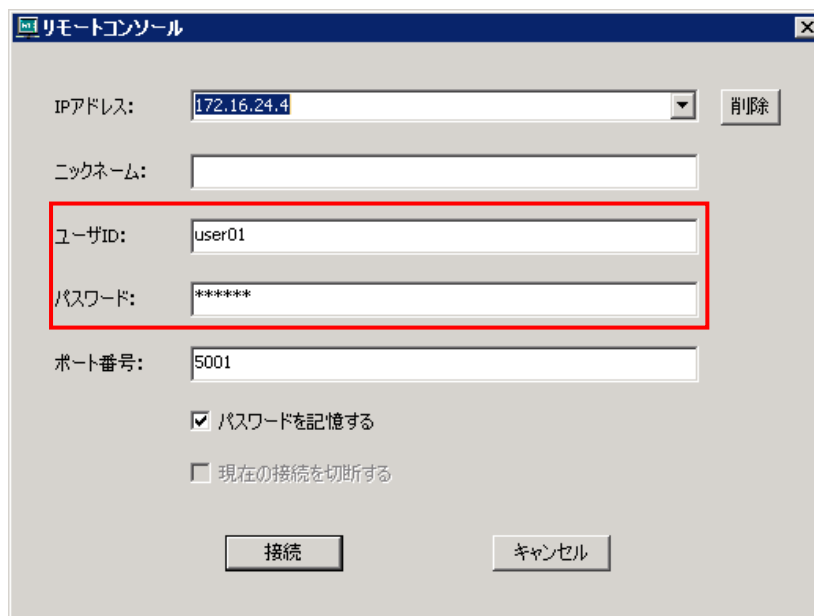 リモートコンソール
IPアドレス: 172.16.24.4 削除
ニックネーム:
ユーザID: user01
パスワード: ******
ポート番号: 5001
パスワードを記憶する
現在の接続を切断する
接続 キャンセル